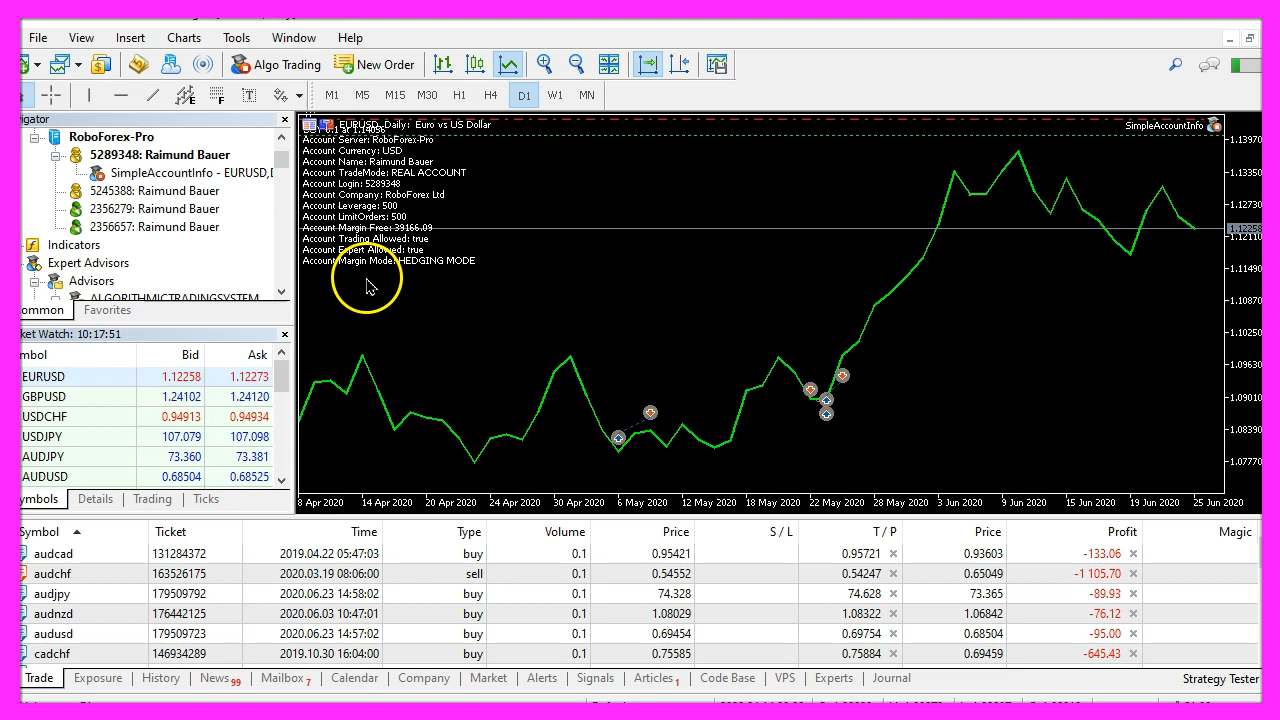 File View Insert Charts Tools Window Help
Algo Trading New Order
M1 M5 M15 M30 H1 H4 D1 W1 MN
RoboForex-Pro
5289348: Raimund Bauer
SimpleAccountInfo - EURUSD,D
5245388: Raimund Bauer
2356279: Raimund Bauer
2356657: Raimund Bauer
Indicators
Expert Advisors
Advisors
ALGORITHMICTRADINGSYSTEM
ommon Favorites
ket Watch: 10:17:51
mbol Bid Ask
EURUSD 1.12258 1.12273
GBPUSD 1.24102 1.24120
USDCHF 0.94913 0.94934
USDJPY 107.079 107.098
AUDJPY 73.360 73.381
AUDUSD 0.68504 0.68525
ymbols Details Trading Ticks
EURUSD, Daily: Euro vs US Dollar
SimpleAccountInfo
Account Server: RoboForex-Pro
Account Currency: USD
Account Name: Raimund Bauer
Account TradeMode: REAL ACCOUNT
Account Login: 5289348
Account Company: RoboForex Ltd
Account Leverage: 500
Account LimitOrders: 500
Account Margin Free: 39166.09
Account Trading Allowed: true
Account Expert Allowed: true
Account Margin Mode: HEDGING MODE
1.13970
1.13350
1.12730
1.12258
1.12110
1.11490
1.10870
1.10250
1.09630
1.09010
1.08390
1.07770
8 Apr 2020 14 Apr 2020 20 Apr 2020 24 Apr 2020 30 Apr 2020 6 May 2020 12 May 2020 18 May 2020 22 May 2020 28 May 2020 3 Jun 2020 9 Jun 2020 15 Jun 2020 19 Jun 2020 25 Jun 2020
Symbol Ticket Time Type Volume Price S / L T / P Price Profit Magic
audcad 131284372 2019.04.22 05:47:03 buy 0.1 0.95421 0.95721 0.93603 -133.06
audchf 163526175 2020.03.19 08:06:00 sell 0.1 0.54552 0.54247 0.65049 -1 105.70
audjpy 179509792 2020.06.23 14:58:02 buy 0.1 74.328 74.628 73.365 -89.93
audnzd 176442125 2020.06.03 10:47:01 buy 0.1 1.08029 1.08322 1.06842 -76.12
audusd 179509723 2020.06.23 14:57:02 buy 0.1 0.69454 0.69754 0.68504 -95.00
cadchf 146934289 2019.10.30 16:04:00 buy 0.1 0.75585 0.75884 0.69459 -645.43
Trade Exposure History News 99 Mailbox 7 Calendar Company Market Alerts Signals Articles 1 Code Base VPS Experts Journal Strategy Tester